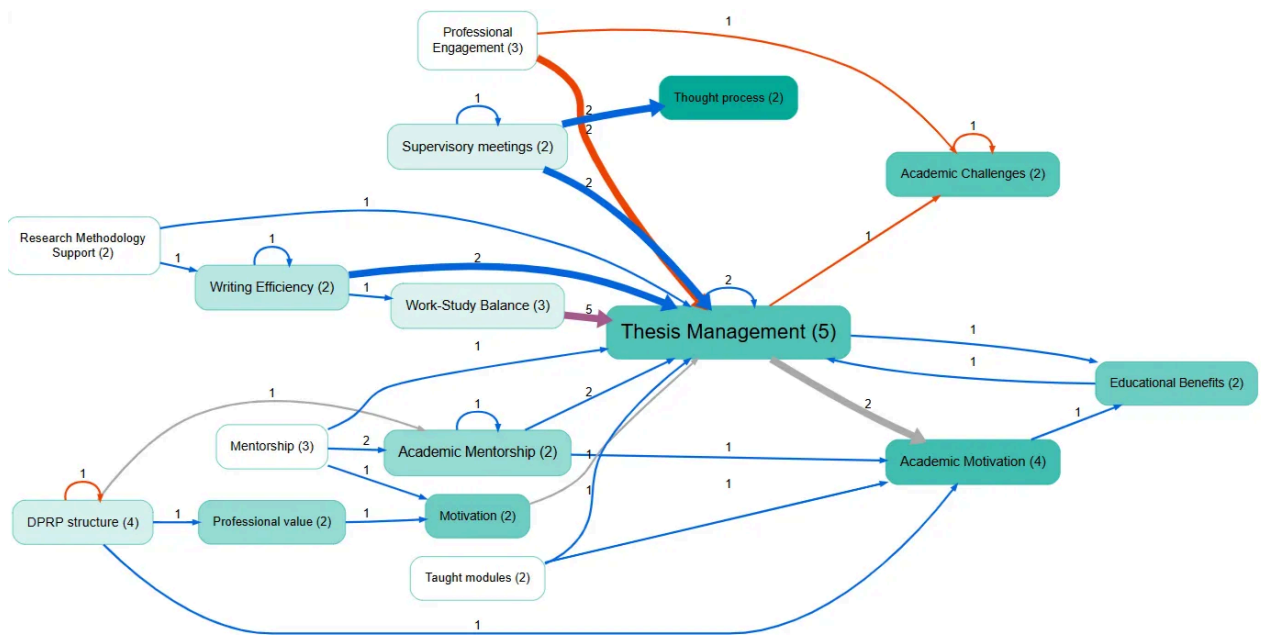 1
Professional
Engagement (3)
1
2
Thought process (2)
2
1
Supervisory meetings (2)
Academic Challenges (2)
2
1
Research Methodology
Support (2)
1
1
2
1
Writing Efficiency (2)
1
Work-Study Balance (3)
5
2
Thesis Management (5)
1
1
1
Educational Benefits (2)
1
1
2
2
1
1
Mentorship (3)
2
Academic Mentorship (2)
1
1
Academic Motivation (4)
1
1
1
1
DPRP structure (4)
1
Professional value (2)
1
Motivation (2)
Taught modules (2)
1